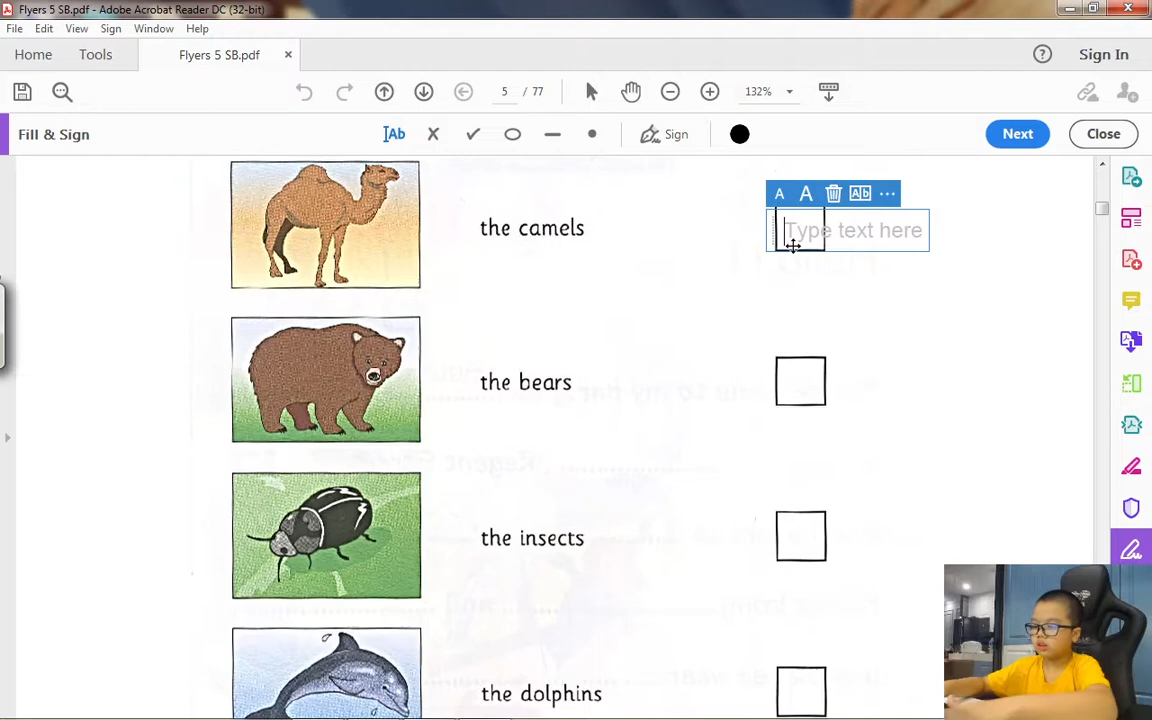 Flyers 5 SB.pdf - Adobe Acrobat Reader DC (32-bit)
File Edit View Sign Window Help
Home Tools Flyers 5 SB.pdf × Sign In
5 / 77 132%
Fill & Sign Ab Sign Next Close
A A Ab
the camels
Type text here
the bears
the insects
the dolphins